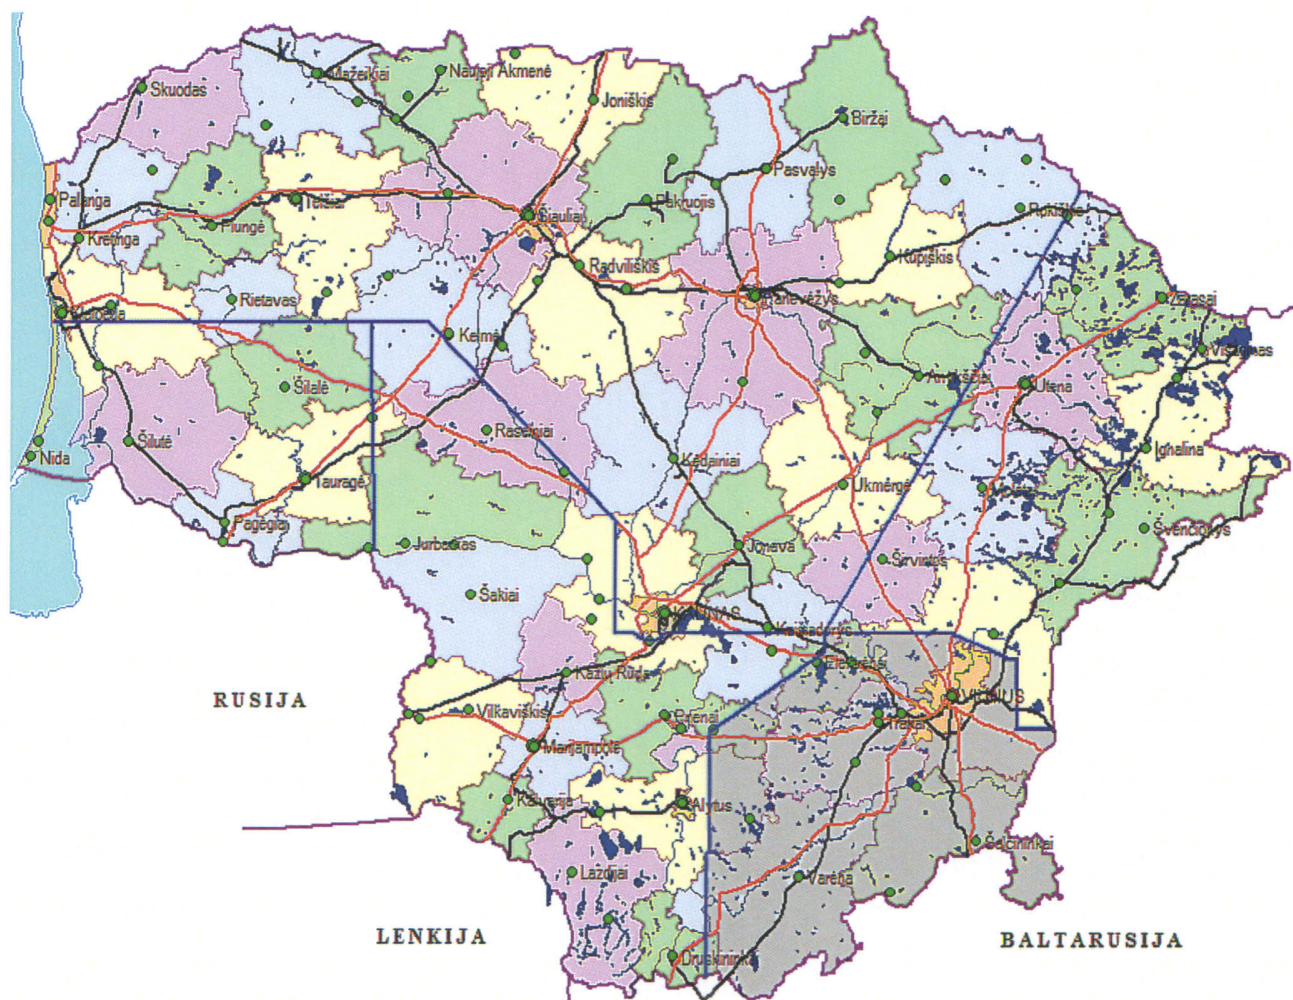 Mažeikiai
Naujoji Akmenė
Skuodas
Joniškis
Biržai
Pasvalys
Palanga
Telšiai
Pakruojis
Rokiškis
Plungė
Šiauliai
Kretinga
Kupiškis
Radviliškis
Rietavas
Panevėžys
Zarasai
Klaipėda
Kelmė
Visaginas
Anykščiai
Utena
Šilalė
Raseiniai
Šilutė
Ignalina
Nida
Kėdainiai
Tauragė
Ukmergė
Molėtai
Pagėgiai
Švenčionys
Jurbarkas
Jonava
Širvintos
Šakiai
KAUNAS
Kaišiadorys
Elektrėnai
Kazlų Rūda
RUSIJA
VILNIUS
Vilkaviškis
Prienai
Trakai
Marijampolė
Kalvarija
Alytus
Šalčininkai
Lazdijai
Varėna
LENKIJA
BALTARUSIJA
Druskininkai